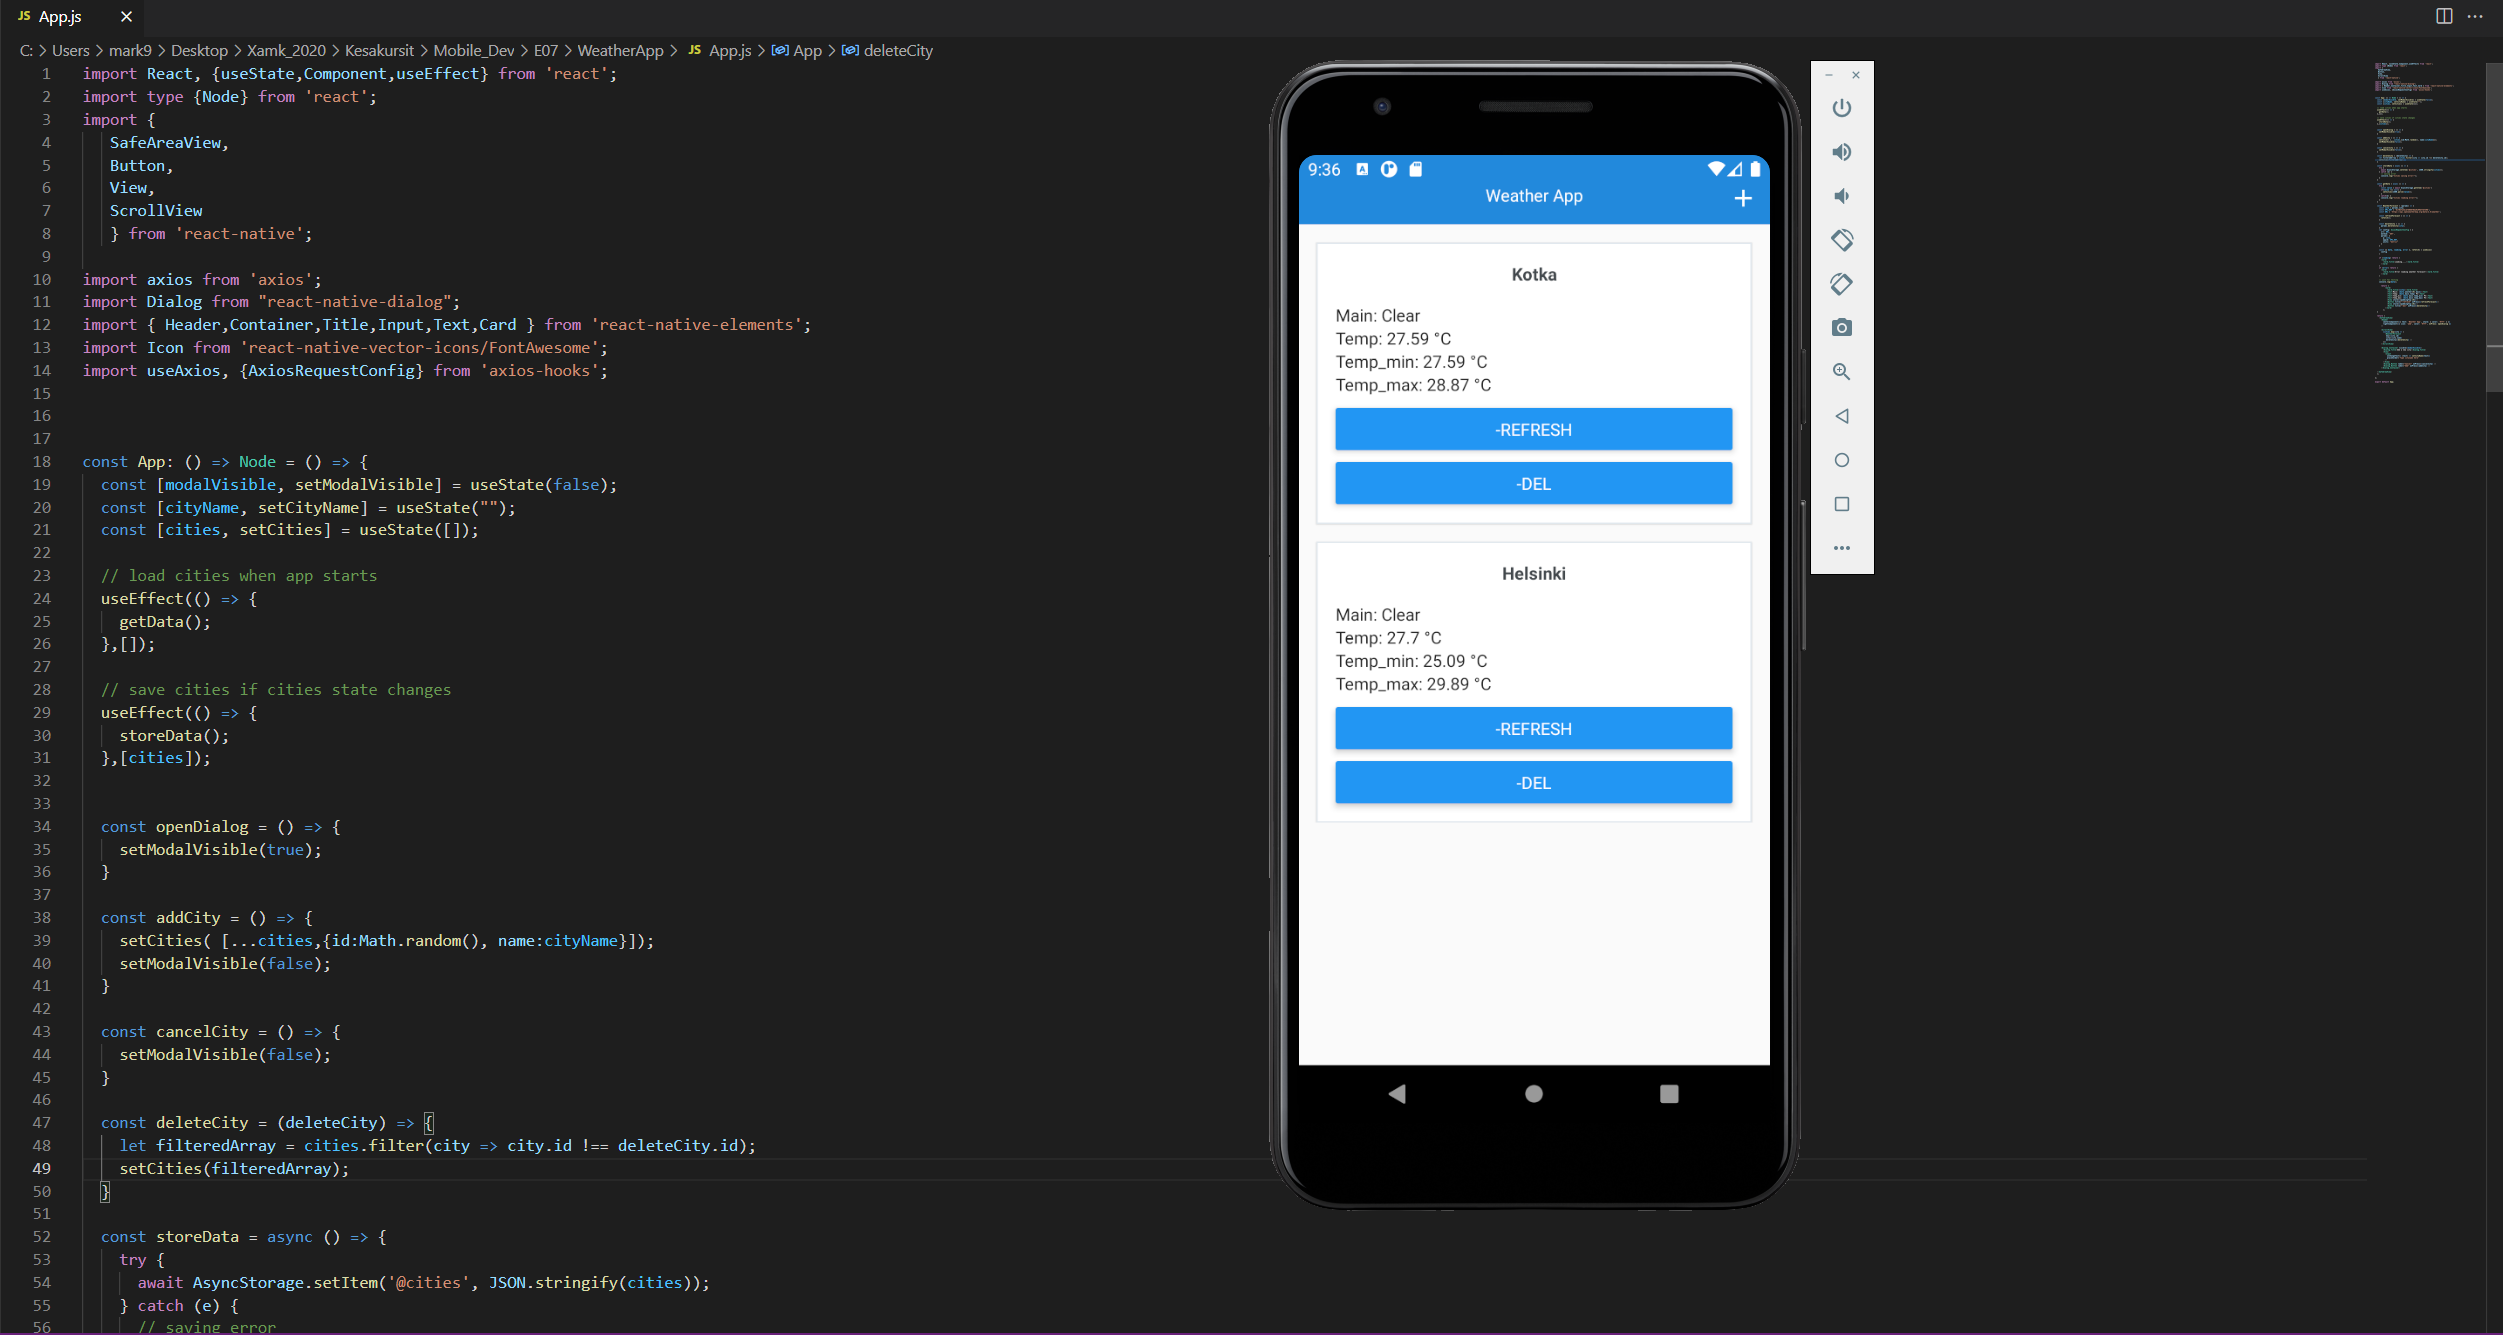 JS App.js
C: > Users > mark9 > Desktop > Xamk_2020 > Kesakursit > Mobile_Dev > E07 > WeatherApp > JS App.js > App > deleteCity
1 import React, {useState,Component,useEffect} from 'react';
2 import type {Node} from 'react';
3 import {
4 SafeAreaView,
5 Button,
6 View,
7 ScrollView
8 } from 'react-native';
9
10 import axios from 'axios';
11 import Dialog from "react-native-dialog";
12 import { Header,Container,Title,Input,Text,Card } from 'react-native-elements';
13 import Icon from 'react-native-vector-icons/FontAwesome';
14 import useAxios, {AxiosRequestConfig} from 'axios-hooks';
15
16
17
18 const App: () => Node = () => {
19 const [modalVisible, setModalVisible] = useState(false);
20 const [cityName, setCityName] = useState("");
21 const [cities, setCities] = useState([]);
22
23 // load cities when app starts
24 useEffect(() => {
25 getData();
26 },[]);
27
28 // save cities if cities state changes
29 useEffect(() => {
30 storeData();
31 },[cities]);
32
33
34 const openDialog = () => {
35 setModalVisible(true);
36 }
37
38 const addCity = () => {
39 setCities( [...cities,{id:Math.random(), name:cityName}]);
40 setModalVisible(false);
41 }
42
43 const cancelCity = () => {
44 setModalVisible(false);
45 }
46
47 const deleteCity = (deleteCity) => {
48 let filteredArray = cities.filter(city => city.id !== deleteCity.id);
49 setCities(filteredArray);
50 }
51
52 const storeData = async () => {
53 try {
54 await AsyncStorage.setItem('@cities', JSON.stringify(cities));
55 } catch (e) {
56 // saving error
9:36
Weather App
Kotka
Main: Clear
Temp: 27.59 °C
Temp_min: 27.59 °C
Temp_max: 28.87 °C
-REFRESH
-DEL
Helsinki
Main: Clear
Temp: 27.7 °C
Temp_min: 25.09 °C
Temp_max: 29.89 °C
-REFRESH
-DEL